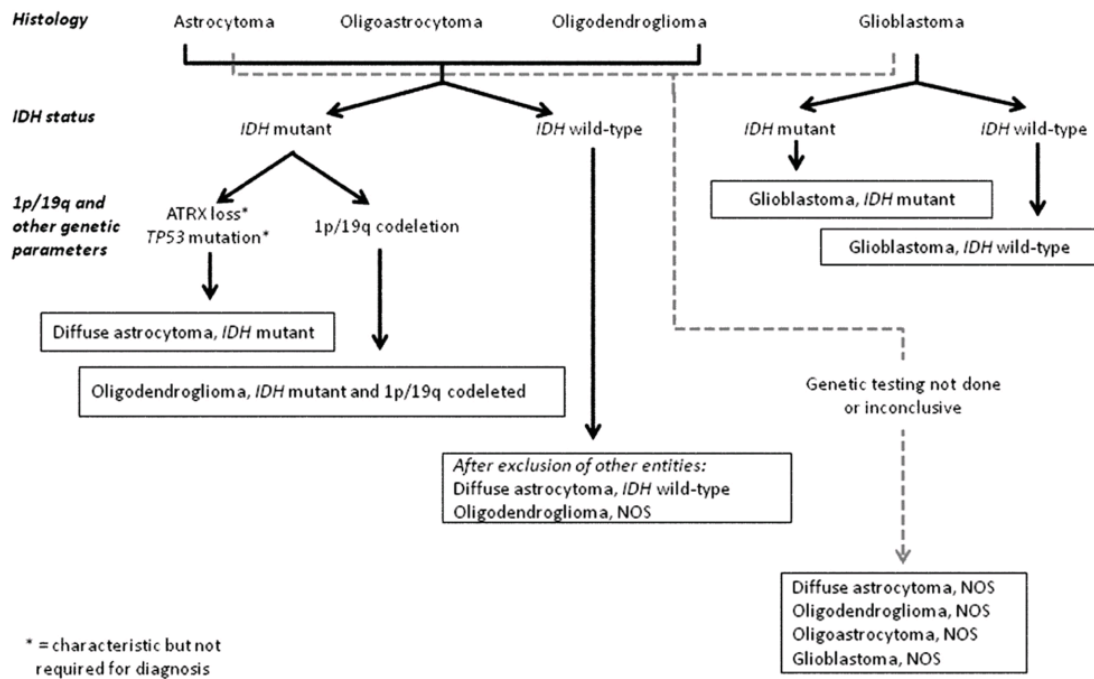 Histology
Astrocytoma
Oligoastrocytoma
Oligodendroglioma
Glioblastoma
IDH status
IDH mutant
IDH wild-type
IDH mutant
IDH wild-type
1p/19q and
other genetic
parameters
ATRX loss*
TP53 mutation*
1p/19q codeletion
Glioblastoma, IDH mutant
Glioblastoma, IDH wild-type
Diffuse astrocytoma, IDH mutant
Oligodendroglioma, IDH mutant and 1p/19q codeleted
Genetic testing not done
or inconclusive
After exclusion of other entities:
Diffuse astrocytoma, IDH wild-type
Oligodendroglioma, NOS
Diffuse astrocytoma, NOS
Oligodendroglioma, NOS
Oligoastrocytoma, NOS
Glioblastoma, NOS
* = characteristic but not
required for diagnosis